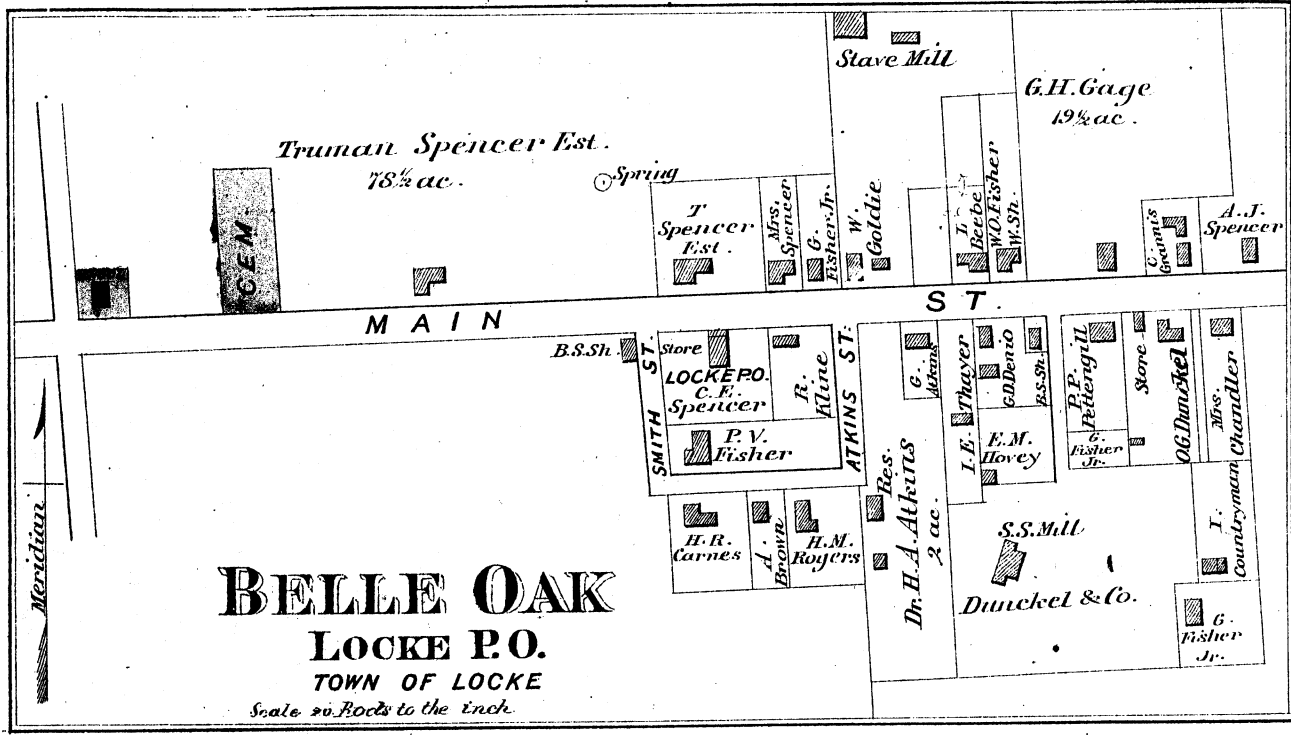 Stave Mill
G.H. Gage
19½ ac.
Truman Spencer Est.
78½ ac.
Spring
CEM.
T
Spencer
Est.
Mrs.
Spencer
G.
Fisher Jr.
W.
Goldie
L.
Beebe
W.O. Fisher
W. Sh.
C.
Grannis
A. J.
Spencer
MAIN ST.
B.S.Sh.
SMITH ST.
Store
LOCKE P.O.
C. E.
Spencer
R.
Kline
P. V.
Fisher
ATKINS ST.
G.
Atkins
I. E. Thayer
G.D. Denio
B.S.Sh.
E.M.
Hovey
P. P.
Pettengill
G.
Fisher
Jr.
Store
O.G. Dunckel
Mrs.
Chandler
H. R.
Carnes
A.
Brown
H. M.
Rogers
Res.
Dr. H. A. Atkins
2 ac.
S.S. Mill
Dunckel & Co.
I.
Countryman
G.
Fisher
Jr.
Meridian
BELLE OAK
LOCKE P.O.
TOWN OF LOCKE
Scale 20 Rods to the inch